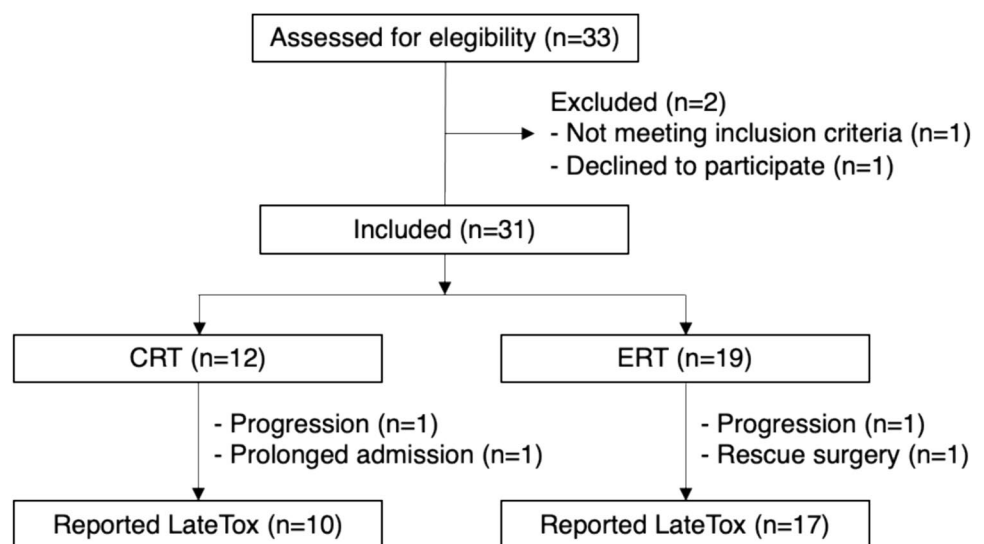 Assessed for elegibility (n=33)
Excluded (n=2)
- Not meeting inclusion criteria (n=1)
- Declined to participate (n=1)
Included (n=31)
CRT (n=12)
ERT (n=19)
- Progression (n=1)
- Prolonged admission (n=1)
- Progression (n=1)
- Rescue surgery (n=1)
Reported LateTox (n=10)
Reported LateTox (n=17)